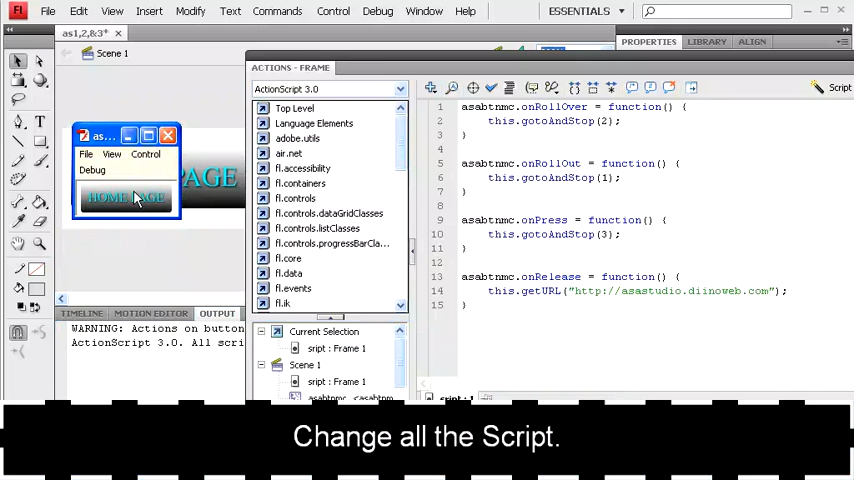 Fl File Edit View Insert Modify Text Commands Control Debug Window Help ESSENTIALS
as1,2,&3* ×
Scene 1
PROPERTIES LIBRARY ALIGN
ACTIONS - FRAME
ActionScript 3.0
Script
Top Level
Language Elements
adobe.utils
air.net
fl.accessibility
fl.containers
fl.controls
fl.controls.dataGridClasses
fl.controls.listClasses
fl.controls.progressBarCla...
fl.core
fl.data
fl.events
fl.ik
Current Selection
sript : Frame 1
Scene 1
sript : Frame 1
1 asabtnmc.onRollOver = function() {
2 this.gotoAndStop(2);
3 }
4
5 asabtnmc.onRollOut = function() {
6 this.gotoAndStop(1);
7 }
8
9 asabtnmc.onPress = function() {
10 this.gotoAndStop(3);
11 }
12
13 asabtnmc.onRelease = function() {
14 this.getURL("http://asastudio.diinoweb.com");
15 }
as...
File View Control
Debug
HOME PAGE
PAGE
TIMELINE MOTION EDITOR OUTPUT
WARNING: Actions on button
ActionScript 3.0. All scri
Change all the Script.